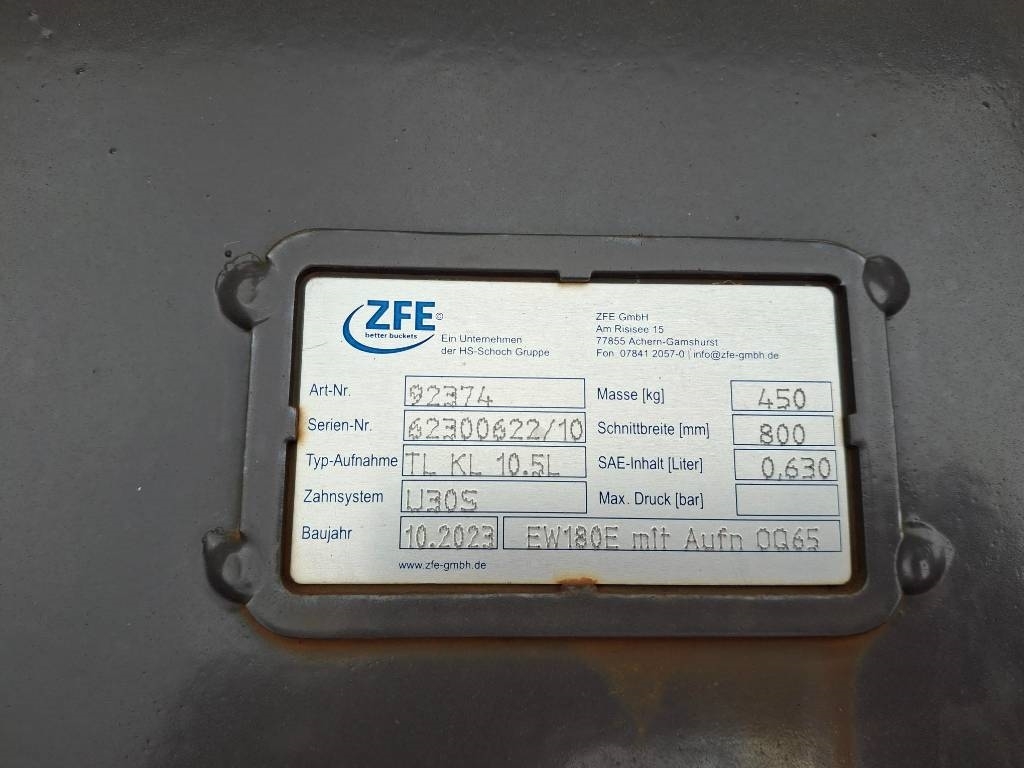 ZFE©
better buckets
Ein Unternehmen
der HS-Schoch Gruppe
ZFE GmbH
Am Risisee 15
77855 Achern-Gamshurst
Fon 07841 2057-0 | info@zfe-gmbh.de
Art-Nr. 92374
Masse [kg] 450
Serien-Nr. 62300622/10
Schnittbreite [mm] 800
Typ-Aufnahme TL KL 10.5L
SAE-Inhalt [Liter] 0,630
Zahnsystem U30S
Max. Druck [bar]
Baujahr 10.2023 EW180E mit Aufn OQ65
www.zfe-gmbh.de